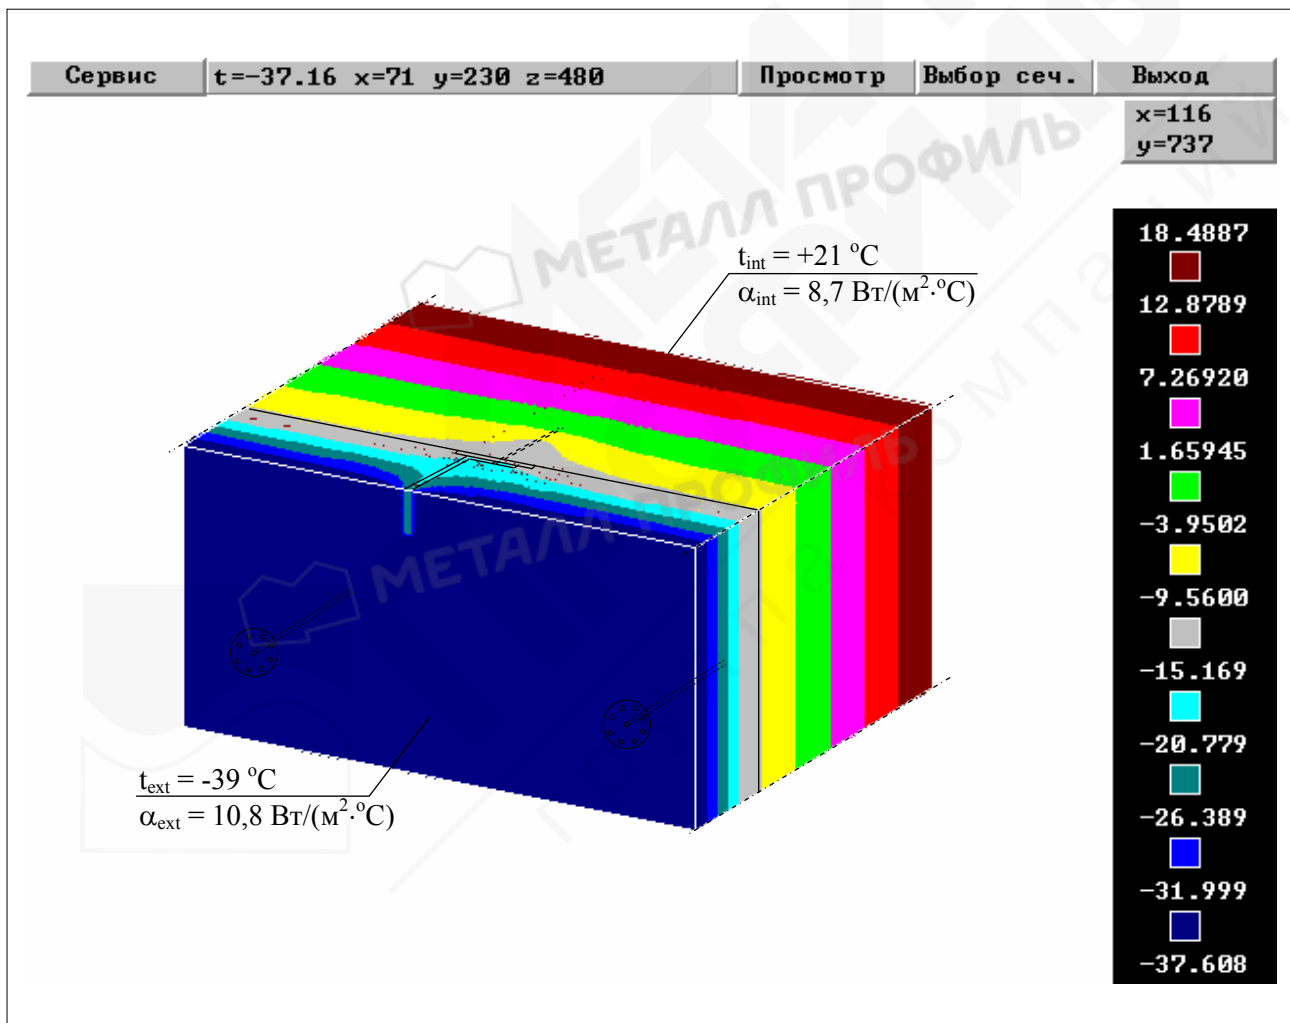 Сервис t=-37.16 x=71 y=230 z=480 Просмотр Выбор сеч. Выход
x=116
y=737
МЕТАЛЛ ПРОФИЛЬ
18.4887
t_int = +21 °C
α_int = 8,7 Вт/(м²·°С)
12.8789
7.26920
1.65945
-3.9502
МЕТАЛЛ ПРОФИЛЬ
-9.5600
-15.169
-20.779
t_ext = -39 °C
α_ext = 10,8 Вт/(м²·°С)
-26.389
-31.999
-37.608